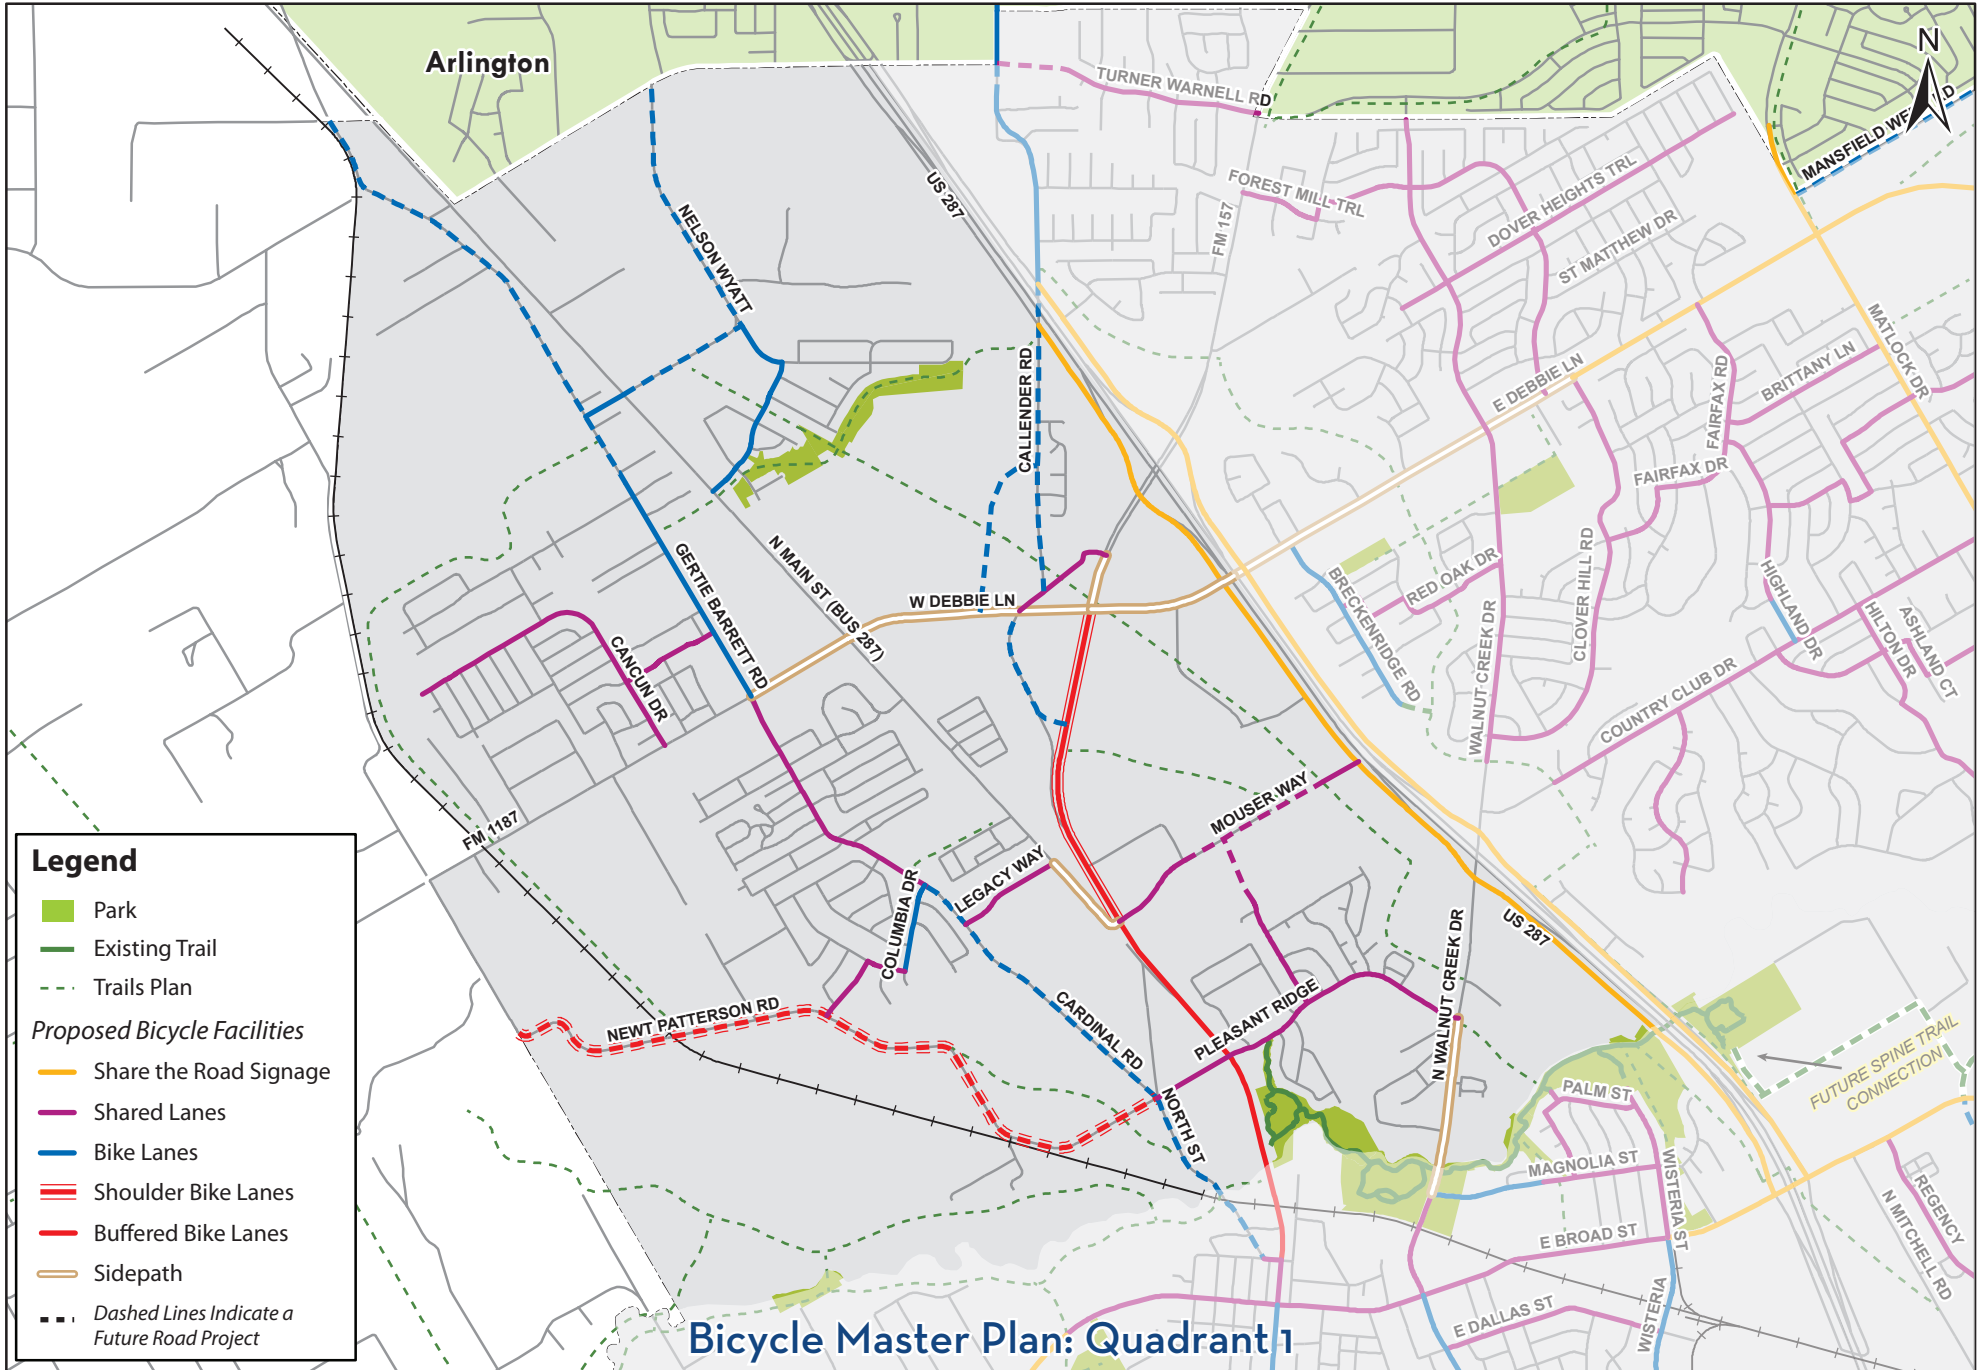 Arlington
N
TURNER WARNELL RD
MANSFIELD WE
D
US 287
FOREST MILL TRL
FM 157
DOVER HEIGHTS TRL
ST MATTHEW DR
NELSON WYATT
MATLOCK DR
CALLENDER RD
E DEBBIE LN
FAIRFAX RD
BRITTANY LN
FAIRFAX DR
GERTIE BARRETT RD
N MAIN ST (BUS 287)
W DEBBIE LN
BRECKENRIDGE RD
RED OAK DR
CLOVER HILL RD
HIGHLAND DR
HILTON DR
ASHLAND CT
CANCUN DR
WALNUT CREEK DR
COUNTRY CLUB DR
MOUSER WAY
FM 1187
LEGACY WAY
COLUMBIA DR
US 287
N WALNUT CREEK DR
NEWT PATTERSON RD
CARDINAL RD
PLEASANT RIDGE
NORTH ST
FUTURE SPINE TRAIL
CONNECTION
PALM ST
MAGNOLIA ST
WISTERIA ST
E BROAD ST
REGENCY
N MITCHELL RD
E DALLAS ST
WISTERIA
Legend
Park
Existing Trail
Trails Plan
Proposed Bicycle Facilities
Share the Road Signage
Shared Lanes
Bike Lanes
Shoulder Bike Lanes
Buffered Bike Lanes
Sidepath
Dashed Lines Indicate a
Future Road Project
Bicycle Master Plan: Quadrant 1